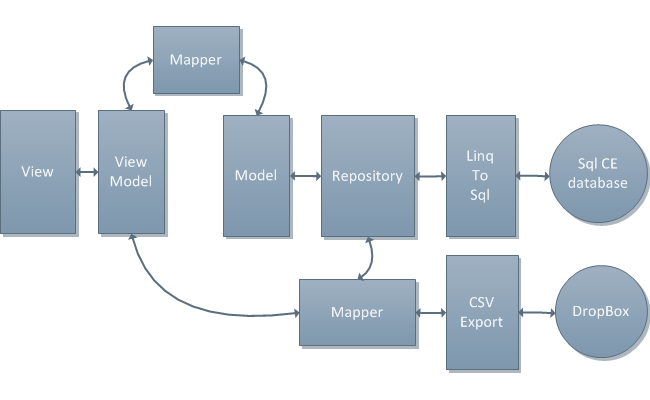 Mapper
View
View
Model
Model
Repository
Linq
To
Sql
Sql CE
database
Mapper
CSV
Export
DropBox